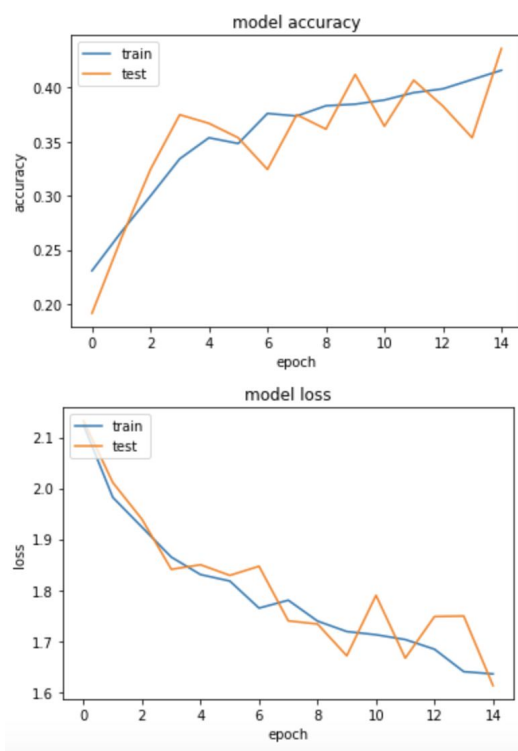 model accuracy
train
test
0.40
0.35
0.30
0.25
0.20
accuracy
0 2 4 6 8 10 12 14
epoch
model loss
train
test
2.1
2.0
1.9
1.8
1.7
1.6
loss
0 2 4 6 8 10 12 14
epoch